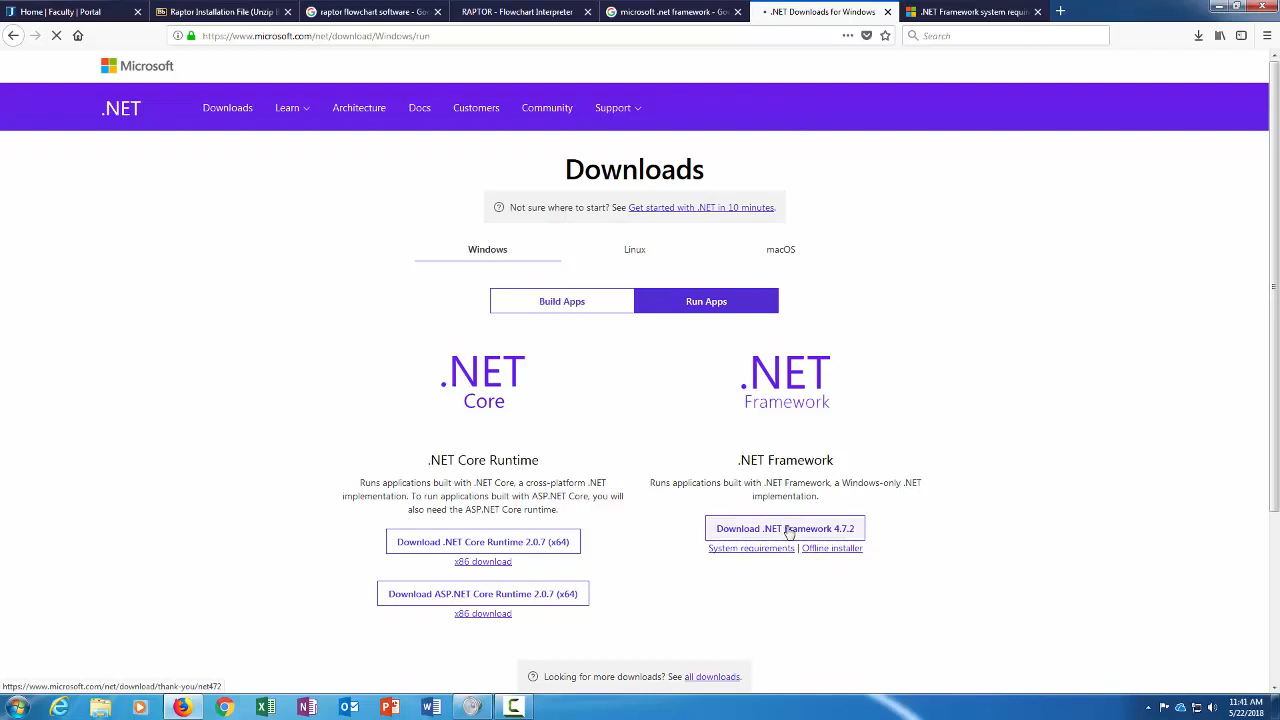 Home | Faculty | Portal
Raptor Installation File (Unzip B
raptor flowchart software - Goo
RAPTOR - Flowchart Interpreter
microsoft .net framework - Goo
.NET Downloads for Windows
.NET Framework system requir
https://www.microsoft.com/net/download/Windows/run
Search
Microsoft
.NET
Downloads
Learn
Architecture
Docs
Customers
Community
Support
Downloads
Not sure where to start? See Get started with .NET in 10 minutes.
Windows
Linux
macOS
Build Apps
Run Apps
.NET
Core
.NET Core Runtime
Runs applications built with .NET Core, a cross-platform .NET
implementation. To run applications built with ASP.NET Core, you will
also need the ASP.NET Core runtime.
Download .NET Core Runtime 2.0.7 (x64)
x86 download
Download ASP.NET Core Runtime 2.0.7 (x64)
x86 download
.NET
Framework
.NET Framework
Runs applications built with .NET Framework, a Windows-only .NET
implementation.
Download .NET Framework 4.7.2
System requirements | Offline installer
Looking for more downloads? See all downloads.
https://www.microsoft.com/net/download/thank-you/net472
11:41 AM
5/22/2018